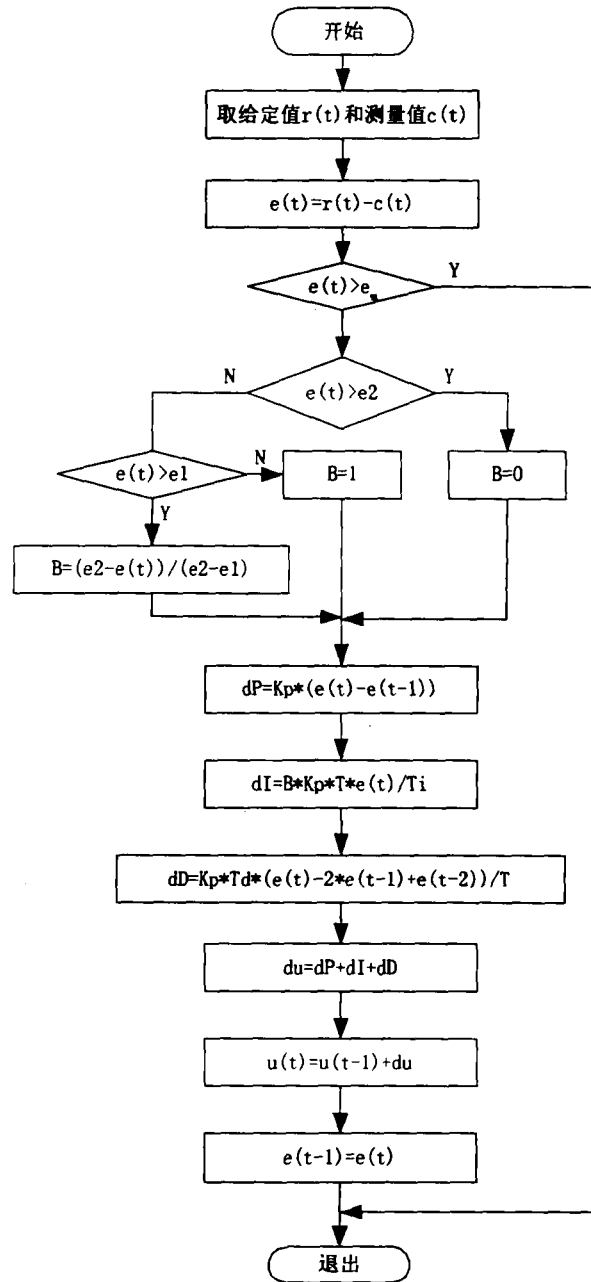 开始
取给定值r(t)和测量值c(t)
e(t)=r(t)-c(t)
e(t)>e
Y
N
e(t)>e2
Y
e(t)>e1
N
B=1
B=0
Y
B=(e2-e(t))/(e2-e1)
dP=Kp*(e(t)-e(t-1))
dI=B*Kp*T*e(t)/Ti
dD=Kp*Td*(e(t)-2*e(t-1)+e(t-2))/T
du=dP+dI+dD
u(t)=u(t-1)+du
e(t-1)=e(t)
退出